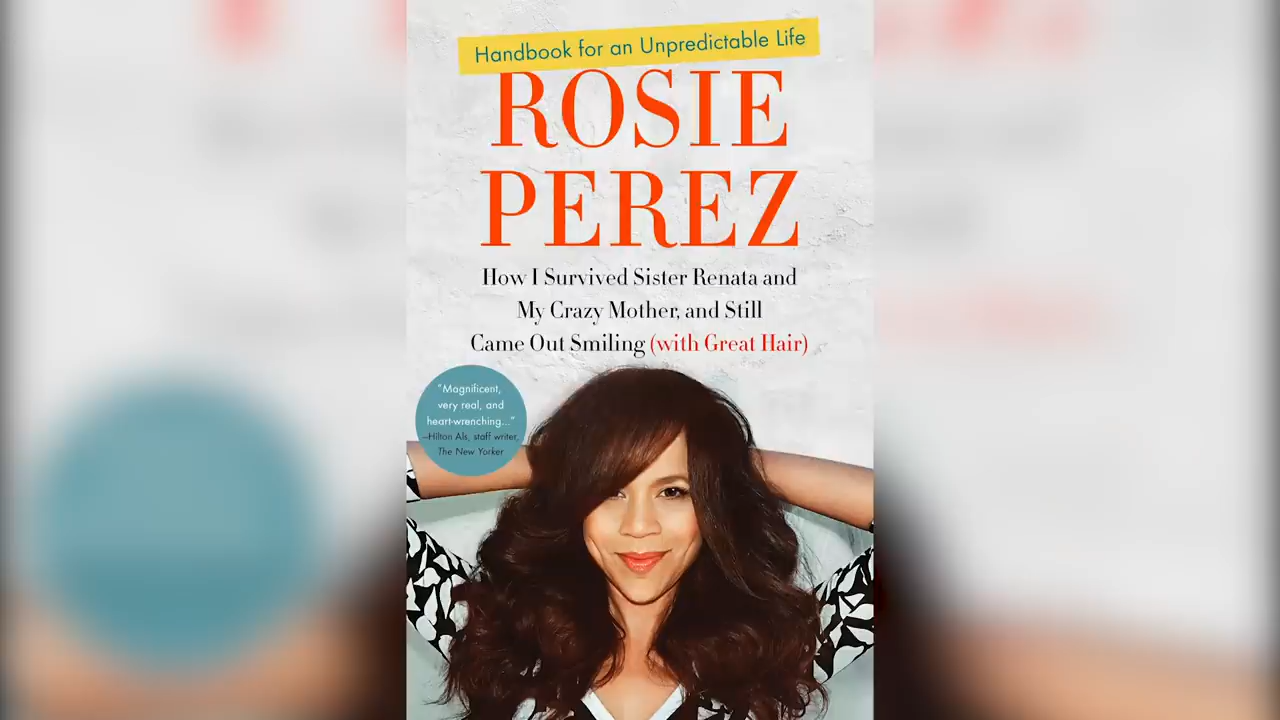 Handbook for an Unpredictable Life
ROSIE
PEREZ
How I Survived Sister Renata and
My Crazy Mother, and Still
Came Out Smiling (with Great Hair)
"Magnificent,
very real, and
heart-wrenching..."
—Hilton Als, staff writer,
The New Yorker